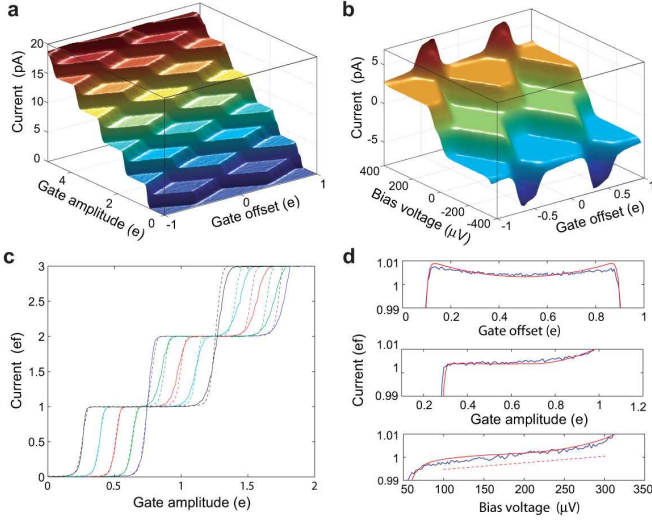 a
20
15
10
5
0
Current (pA)
4
2
0
Gate amplitude (e)
-1
0
1
Gate offset (e)
b
5
0
-5
Current (pA)
400
200
0
-200
-400
Bias voltage (μV)
-1
-0.5
0
0.5
1
Gate offset (e)
c
3
2.5
2
1.5
1
0.5
0
Current (ef)
0
0.5
1
1.5
2
Gate amplitude (e)
d
1.01
1
0.99
0.2 0.4 0.6 0.8
Gate offset (e)
1.01
1
0.99
0.2 0.4 0.6 0.8 1 1.2
Gate amplitude (e)
1.01
1
0.99
50 100 150 200 250 300 350
Bias voltage (μV)
Current (ef)